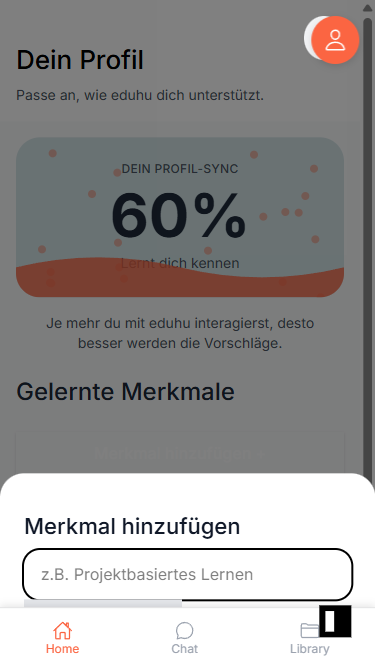 Dein Profil
Passe an, wie eduhu dich unterstützt.
DEIN PROFIL-SYNC
60%
Lernt dich kennen
Je mehr du mit eduhu interagierst, desto
besser werden die Vorschläge.
Gelernte Merkmale
Merkmal hinzufügen
z.B. Projektbasiertes Lernen
Home
Chat
Library